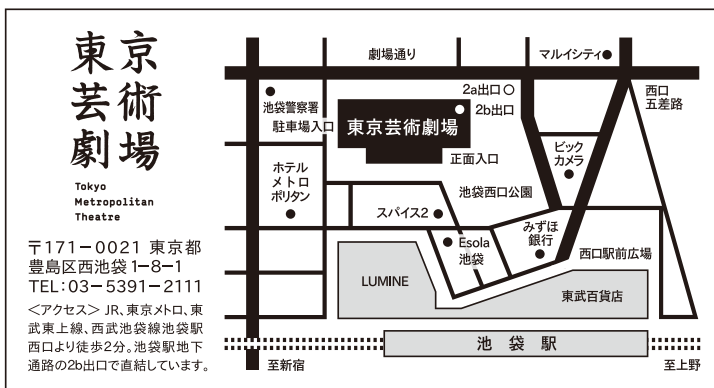 東京
芸術
劇場
Tokyo
Metropolitan
Theatre
〒171-0021 東京都
豊島区西池袋1-8-1
TEL:03-5391-2111
＜アクセス＞ JR、東京メトロ、東
武東上線、西武池袋線池袋駅
西口より徒歩2分。池袋駅地下
通路の2b出口で直結しています。
劇場通り
マルイシティ
池袋警察署
2a出口
2b出口
西口
五差路
駐車場入口
東京芸術劇場
正面入口
ビック
カメラ
ホテル
メトロ
ポリタン
池袋西口公園
スパイス2
Esola
池袋
みずほ
銀行
西口駅前広場
LUMINE
東武百貨店
池袋駅
至新宿
至上野